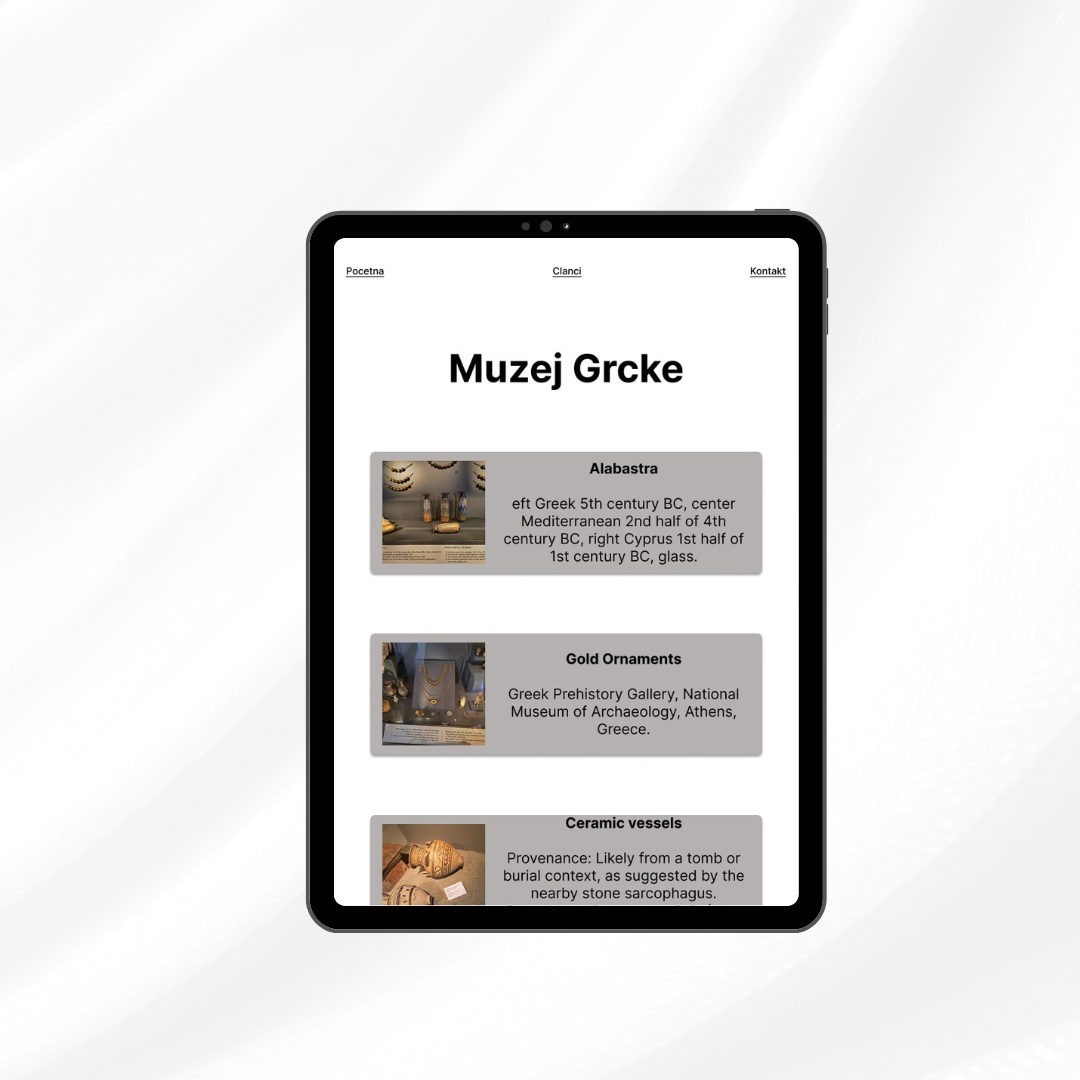 Pocetna Clanci Kontakt
Muzej Grcke
Alabastra
eft Greek 5th century BC, center
Mediterranean 2nd half of 4th
century BC, right Cyprus 1st half of
1st century BC, glass.
Gold Ornaments
Greek Prehistory Gallery, National
Museum of Archaeology, Athens,
Greece.
Ceramic vessels
Provenance: Likely from a tomb or
burial context, as suggested by the
nearby stone sarcophagus.